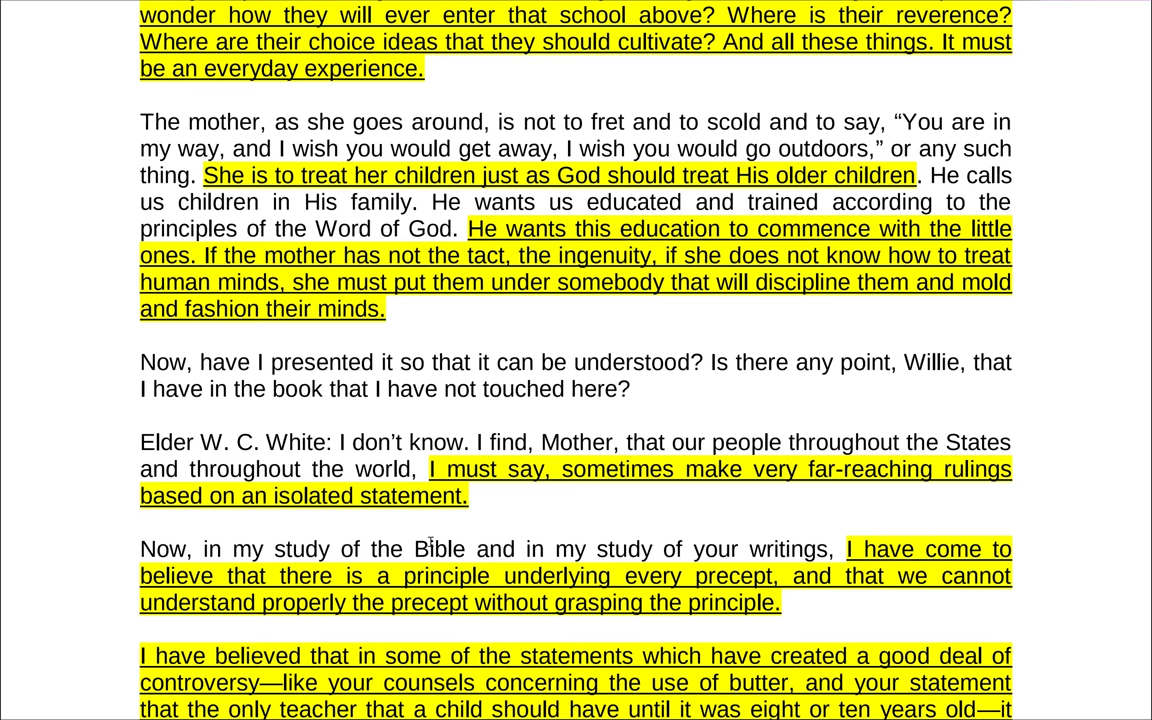 wonder how they will ever enter that school above? Where is their reverence?
Where are their choice ideas that they should cultivate? And all these things. It must
be an everyday experience.
The mother, as she goes around, is not to fret and to scold and to say, “You are in
my way, and I wish you would get away, I wish you would go outdoors,” or any such
thing. She is to treat her children just as God should treat His older children. He calls
us children in His family. He wants us educated and trained according to the
principles of the Word of God. He wants this education to commence with the little
ones. If the mother has not the tact, the ingenuity, if she does not know how to treat
human minds, she must put them under somebody that will discipline them and mold
and fashion their minds.
Now, have I presented it so that it can be understood? Is there any point, Willie, that
I have in the book that I have not touched here?
Elder W. C. White: I don’t know. I find, Mother, that our people throughout the States
and throughout the world, I must say, sometimes make very far-reaching rulings
based on an isolated statement.
Now, in my study of the Bible and in my study of your writings, I have come to
believe that there is a principle underlying every precept, and that we cannot
understand properly the precept without grasping the principle.
I have believed that in some of the statements which have created a good deal of
controversy—like your counsels concerning the use of butter, and your statement
that the only teacher that a child should have until it was eight or ten years old—it